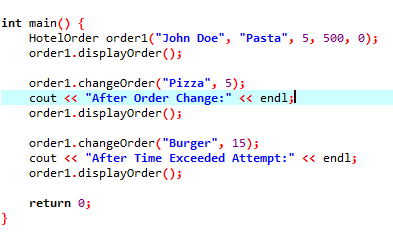 int main() {
    HotelOrder order1("John Doe", "Pasta", 5, 500, 0);
    order1.displayOrder();

    order1.changeOrder("Pizza", 5);
    cout << "After Order Change:" << endl;
    order1.displayOrder();

    order1.changeOrder("Burger", 15);
    cout << "After Time Exceeded Attempt:" << endl;
    order1.displayOrder();

    return 0;
}